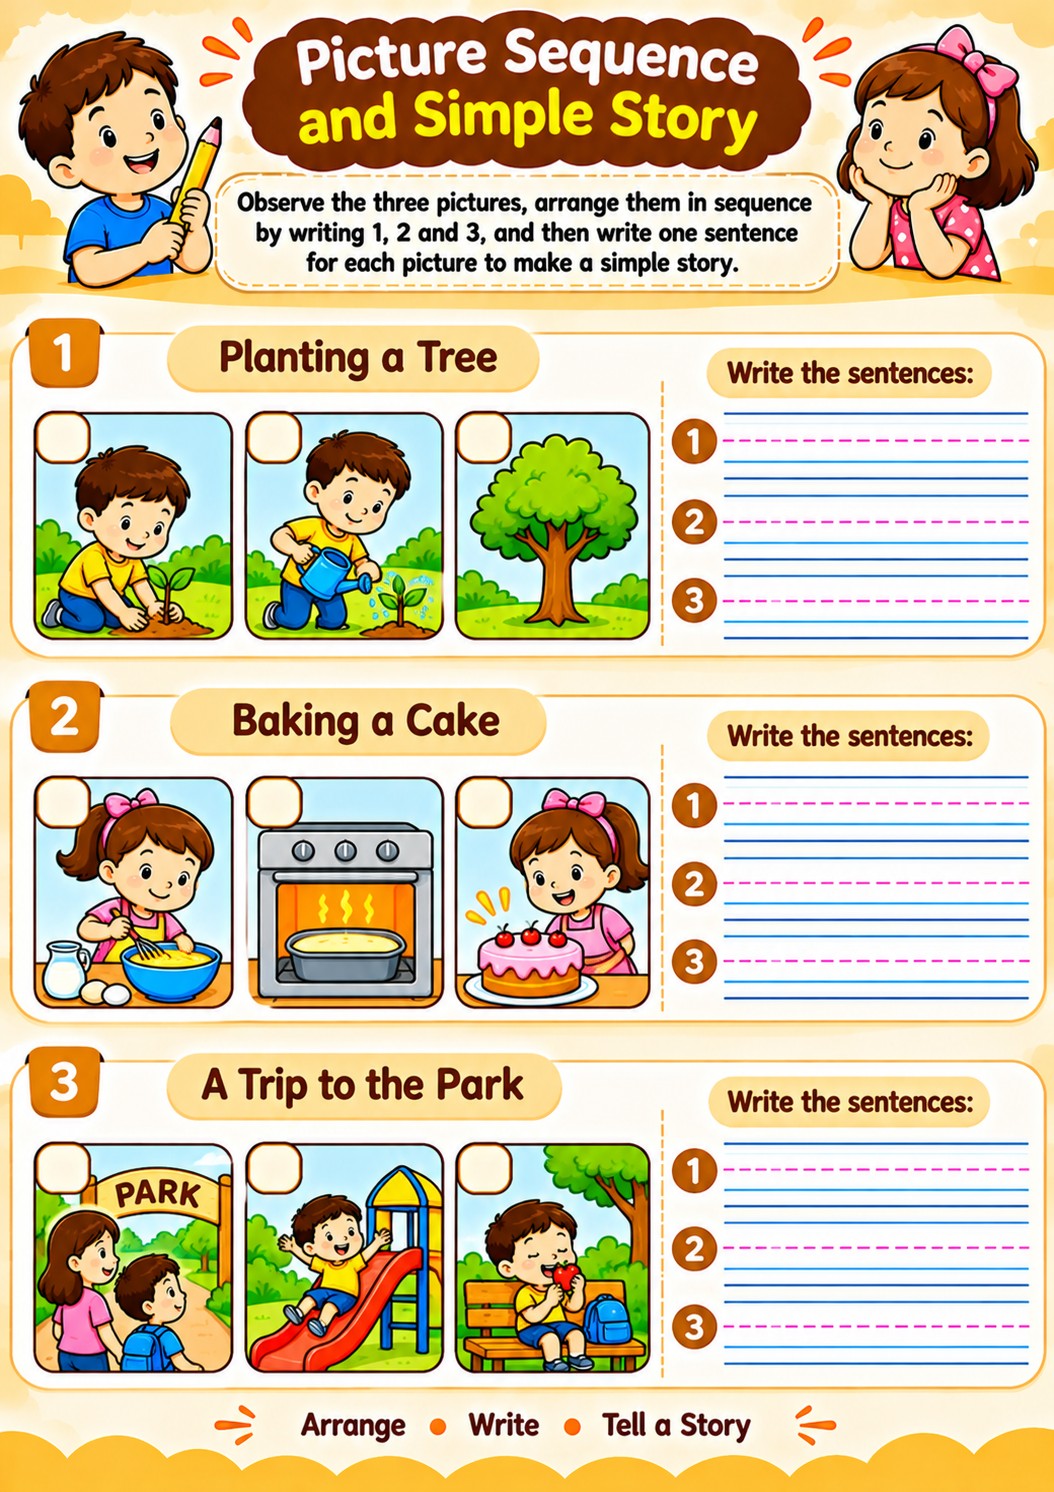 Picture Sequence
and Simple Story
Observe the three pictures, arrange them in sequence
by writing 1, 2 and 3, and then write one sentence
for each picture to make a simple story.
1
Planting a Tree
Write the sentences:
1
2
3
2
Baking a Cake
Write the sentences:
1
2
3
3
A Trip to the Park
Write the sentences:
PARK
1
2
3
Arrange • Write • Tell a Story